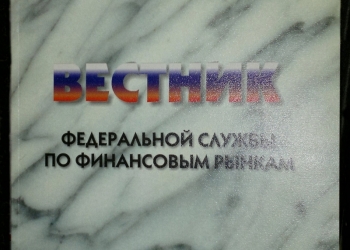 ВЕСТНИК
ФЕДЕРАЛЬНОЙ СЛУЖБЫ
ПО ФИНАНСОВЫМ РЫНКАМ